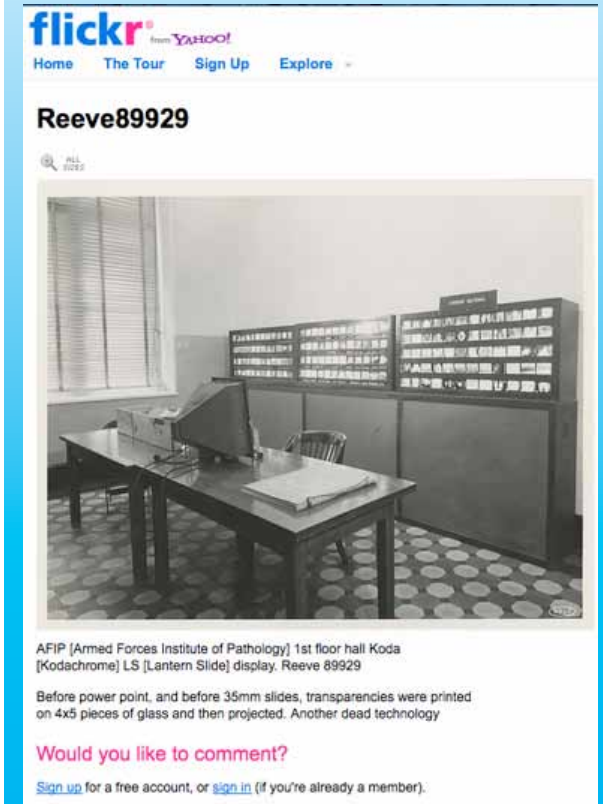 flickr from YAHOO!
Home The Tour Sign Up Explore
Reeve89929
ALL
SIZES
AFIP [Armed Forces Institute of Pathology] 1st floor hall Koda
[Kodachrome] LS [Lantern Slide] display. Reeve 89929
Before power point, and before 35mm slides, transparencies were printed
on 4x5 pieces of glass and then projected. Another dead technology
Would you like to comment?
Sign up for a free account, or sign in (if you're already a member).